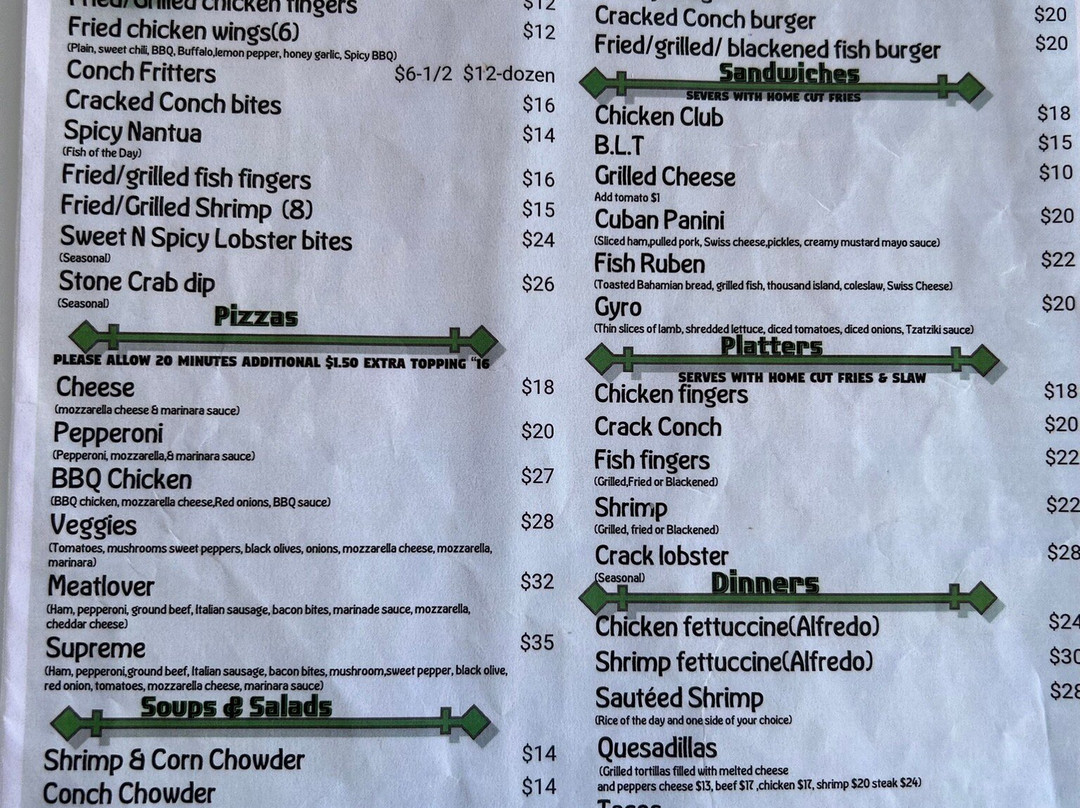 Fried/Grilled chicken fingers $12
Fried chicken wings(6) $12
(Plain, sweet chili, BBQ, Buffalo,lemon pepper, honey garlic, Spicy BBQ)
Conch Fritters $6-1/2 $12-dozen
Cracked Conch bites $16
Spicy Nantua $14
(Fish of the Day)
Fried/grilled fish fingers $16
Fried/Grilled Shrimp (8) $15
Sweet N Spicy Lobster bites $24
(Seasonal)
Stone Crab dip $26
(Seasonal)
Pizzas
PLEASE ALLOW 20 MINUTES ADDITIONAL $1.50 EXTRA TOPPING "16
Cheese $18
(mozzarella cheese & marinara sauce)
Pepperoni $20
(Pepperoni, mozzarella,& marinara sauce)
BBQ Chicken $27
(BBQ chicken, mozzarella cheese,Red onions, BBQ sauce)
Veggies $28
(Tomatoes, mushrooms sweet peppers, black olives, onions, mozzarella cheese, mozzarella,
marinara)
Meatlover $32
(Ham, pepperoni, ground beef, Italian sausage, bacon bites, marinade sauce, mozzarella,
cheddar cheese)
Supreme $35
(Ham, pepperoni,ground beef, Italian sausage, bacon bites, mushroom,sweet pepper, black olive,
red onion, tomatoes, mozzarella cheese, marinara sauce)
Soups & Salads
Shrimp & Corn Chowder $14
Conch Chowder $14
Cracked Conch burger $20
Fried/grilled/ blackened fish burger $20
Sandwiches
SEVERS WITH HOME CUT FRIES
Chicken Club $18
B.L.T $15
Grilled Cheese $10
Add tomato $1
Cuban Panini $20
(Sliced ham,pulled pork, Swiss cheese,pickles, creamy mustard mayo sauce)
Fish Ruben $22
(Toasted Bahamian bread, grilled fish, thousand island, coleslaw, Swiss Cheese)
Gyro $20
(Thin slices of lamb, shredded lettuce, diced tomatoes, diced onions, Tzatziki sauce)
Platters
SERVES WITH HOME CUT FRIES & SLAW
Chicken fingers $18
Crack Conch $20
Fish fingers $22
(Grilled,Fried or Blackened)
Shrimp $22
(Grilled, fried or Blackened)
Crack lobster $28
(Seasonal)
Dinners
Chicken fettuccine(Alfredo) $24
Shrimp fettuccine(Alfredo) $30
Sautéed Shrimp $28
(Rice of the day and one side of your choice)
Quesadillas
(Grilled tortillas filled with melted cheese
and peppers cheese $13, beef $17 ,chicken $17, shrimp $20 steak $24)